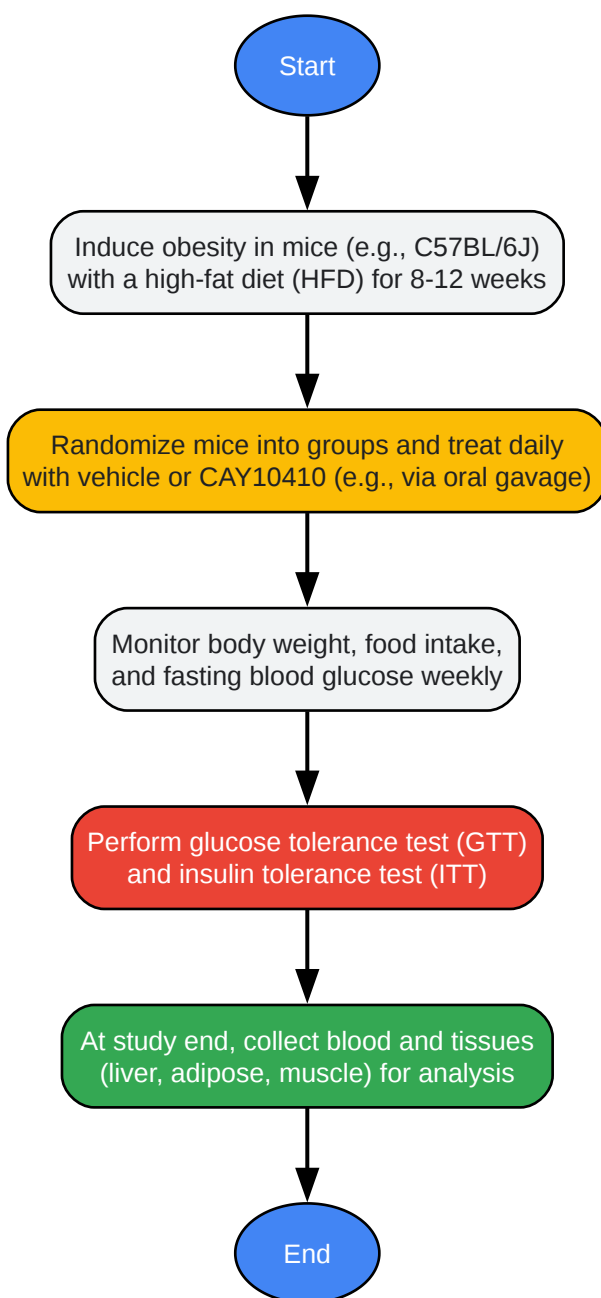 Start
Induce obesity in mice (e.g., C57BL/6J)
with a high-fat diet (HFD) for 8-12 weeks
Randomize mice into groups and treat daily
with vehicle or CAY10410 (e.g., via oral gavage)
Monitor body weight, food intake,
and fasting blood glucose weekly
Perform glucose tolerance test (GTT)
and insulin tolerance test (ITT)
At study end, collect blood and tissues
(liver, adipose, muscle) for analysis
End